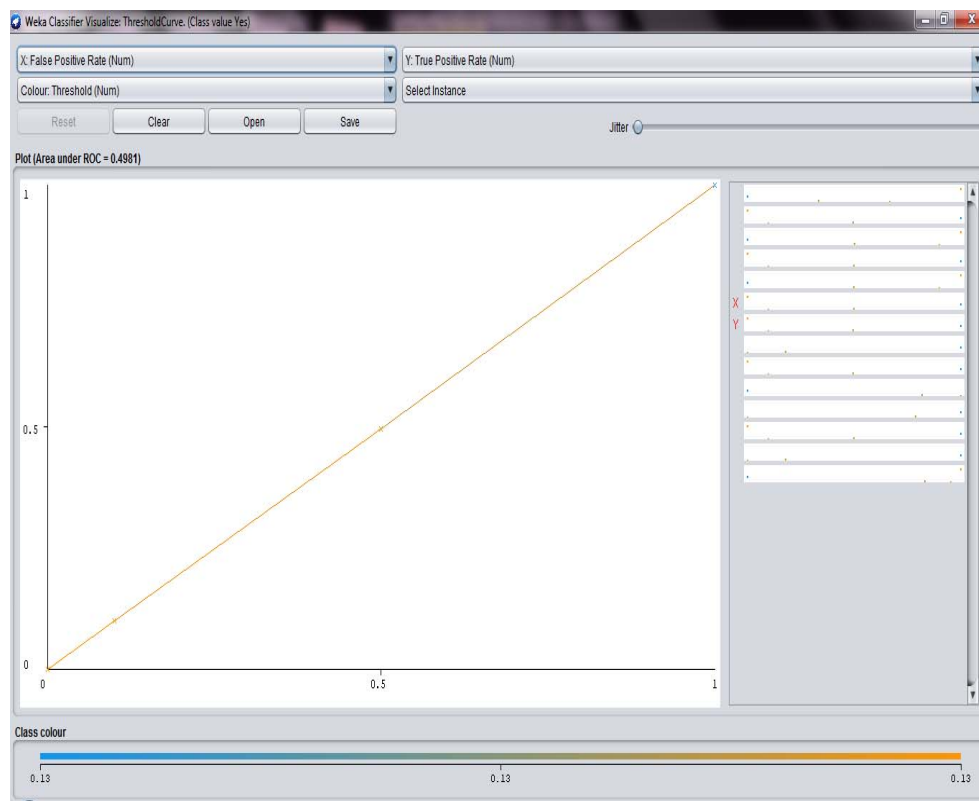 Weka Classifier Visualize: ThresholdCurve. (Class value Yes)
X: False Positive Rate (Num) Y: True Positive Rate (Num)
Colour: Threshold (Num) Select Instance
Reset Clear Open Save Jitter
Plot (Area under ROC = 0.4981)
1
0.5
0
0 0.5 1
X
Y
Class colour
0.13 0.13 0.13